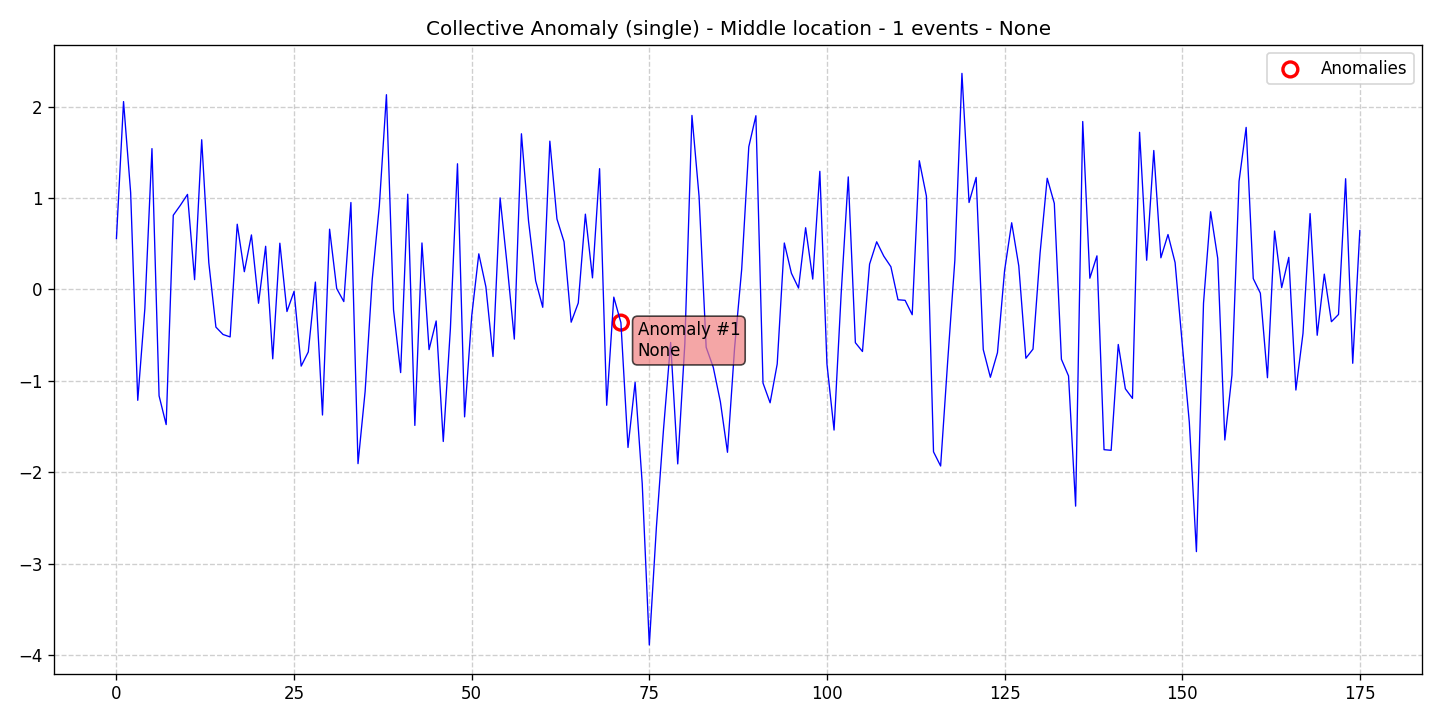 Collective Anomaly (single) - Middle location - 1 events - None
Anomalies
2
1
0
−1
−2
−3
−4
Anomaly #1
None
0 25 50 75 100 125 150 175